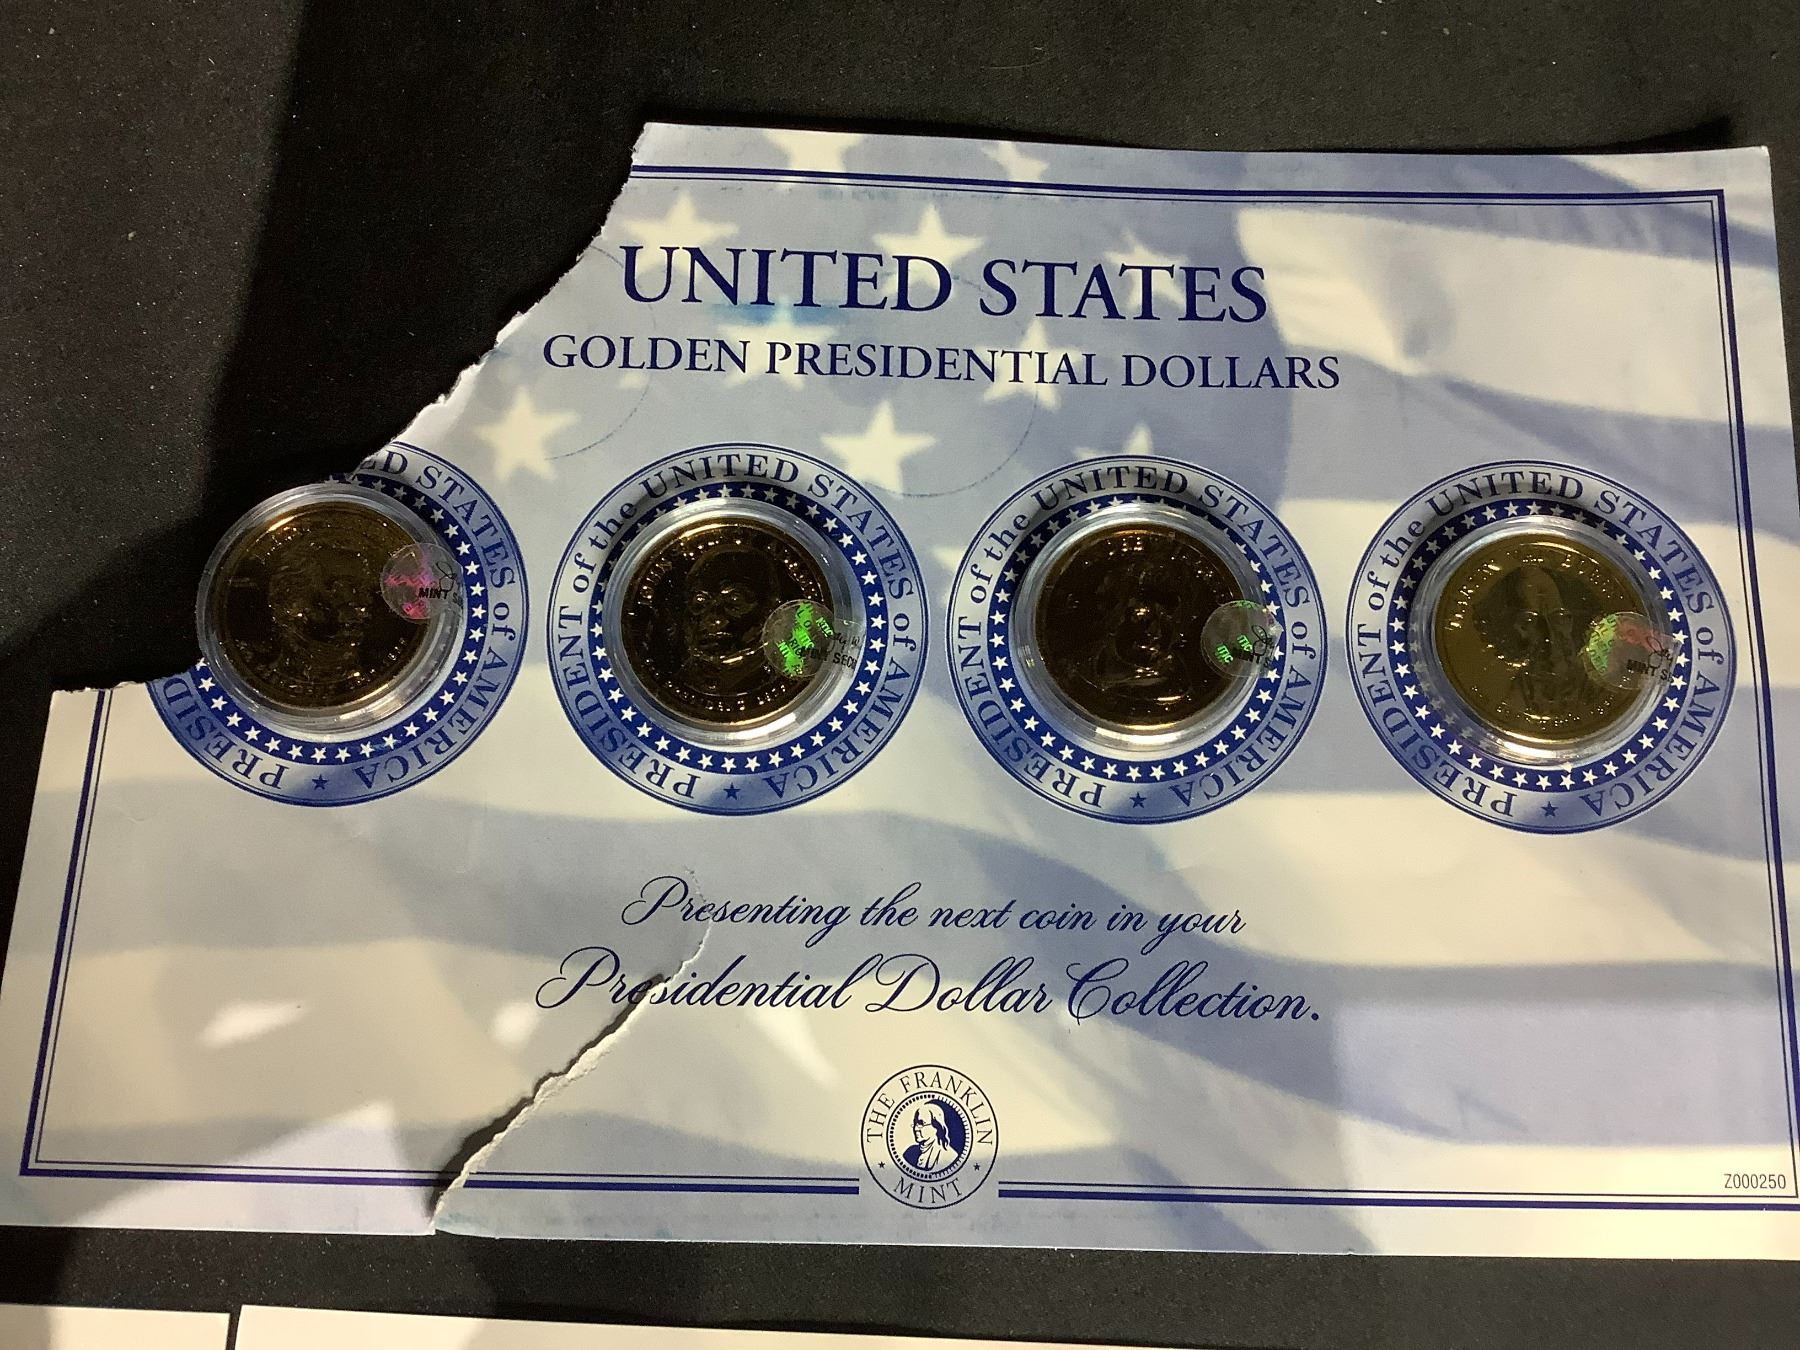 UNITED STATES
GOLDEN PRESIDENTIAL DOLLARS
ED STATES of AMERICA ★ PRESID
PRESIDENT of the UNITED STATES of AMERICA ★
PRESIDENT of the UNITED STATES of AMERICA ★
PRESIDENT of the UNITED STATES of AMERICA ★
MINT S
MINT S
MINT S
Presenting the next coin in your
Presidential Dollar Collection.
THE FRANKLIN
MINT
Z000250